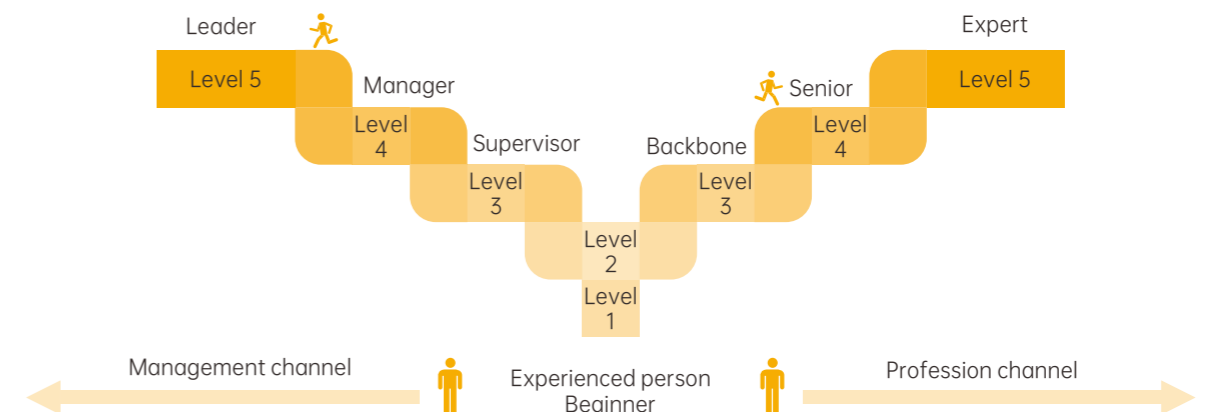 Leader
Expert
Level 5
Level 5
Manager
Senior
Level
4
Level
4
Supervisor
Backbone
Level
3
Level
3
Level
2
Level
1
Management channel
Profession channel
Experienced person
Beginner